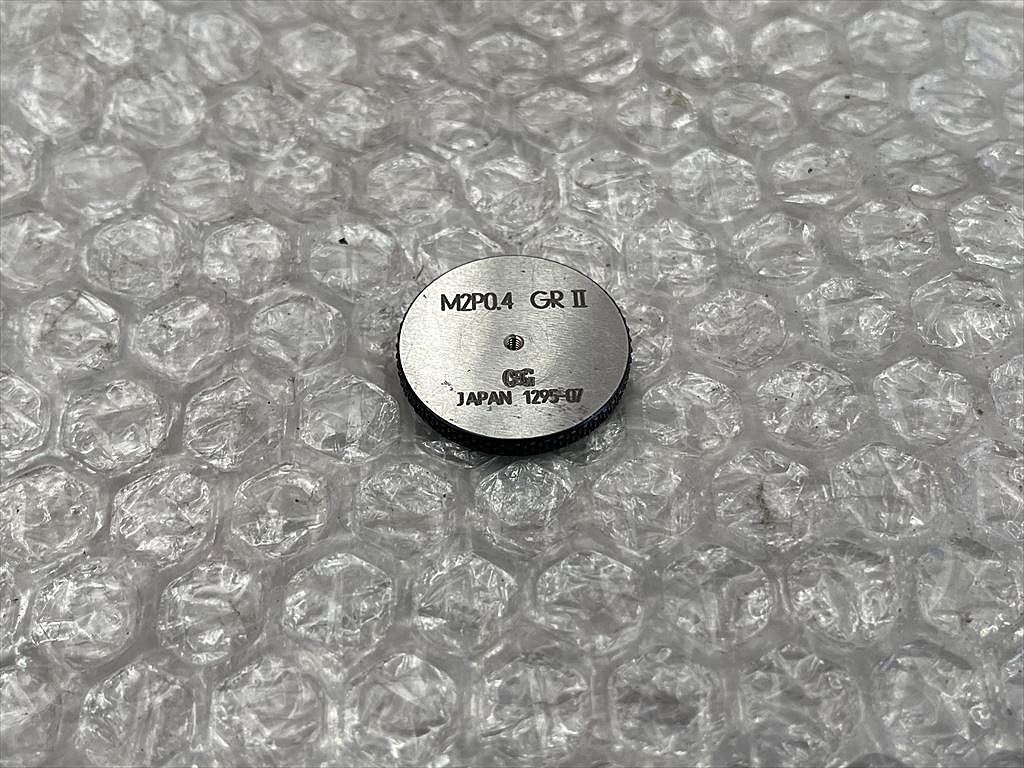 M2P0.4 GR II
OSG
JAPAN 1295-07